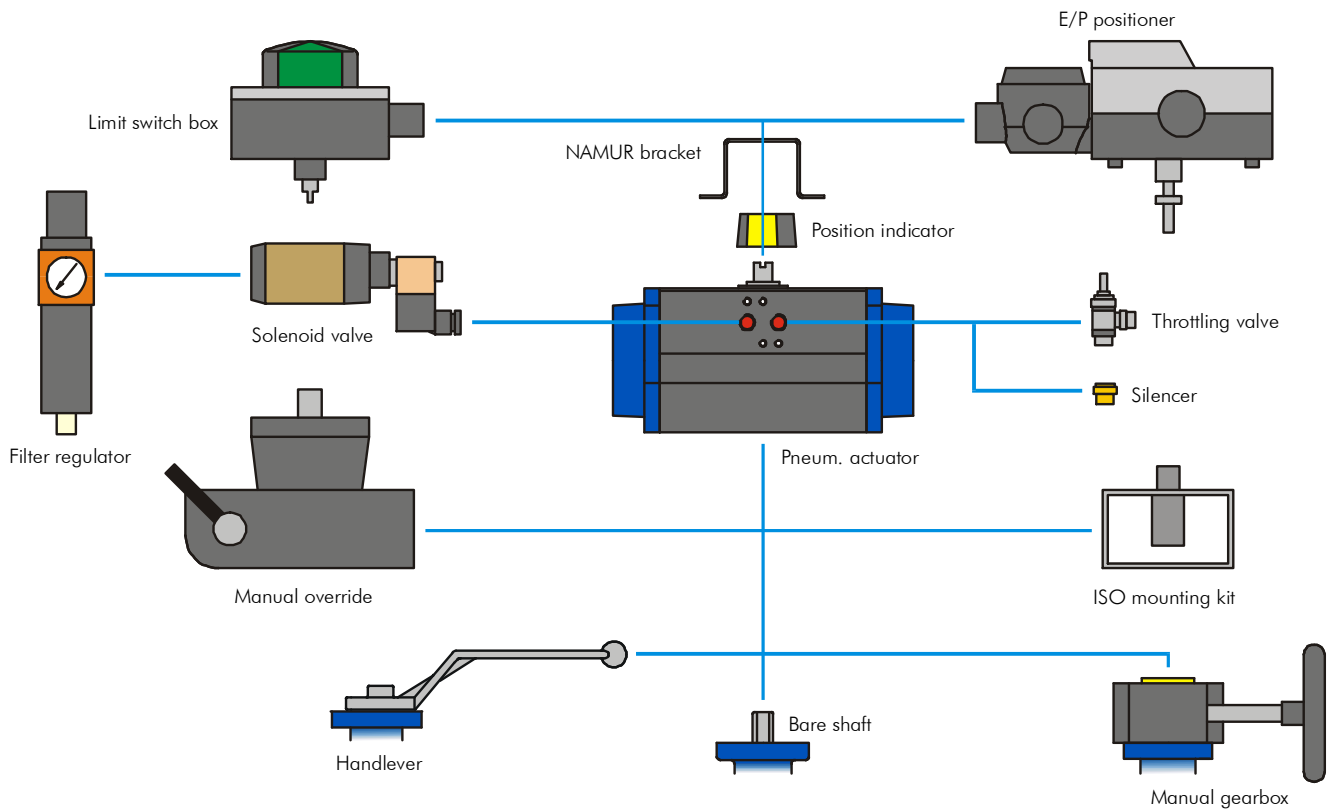 E/P positioner
Limit switch box
NAMUR bracket
Position indicator
Solenoid valve
Throttling valve
Silencer
Filter regulator
Pneum. actuator
Manual override
ISO mounting kit
Bare shaft
Handlever
Manual gearbox